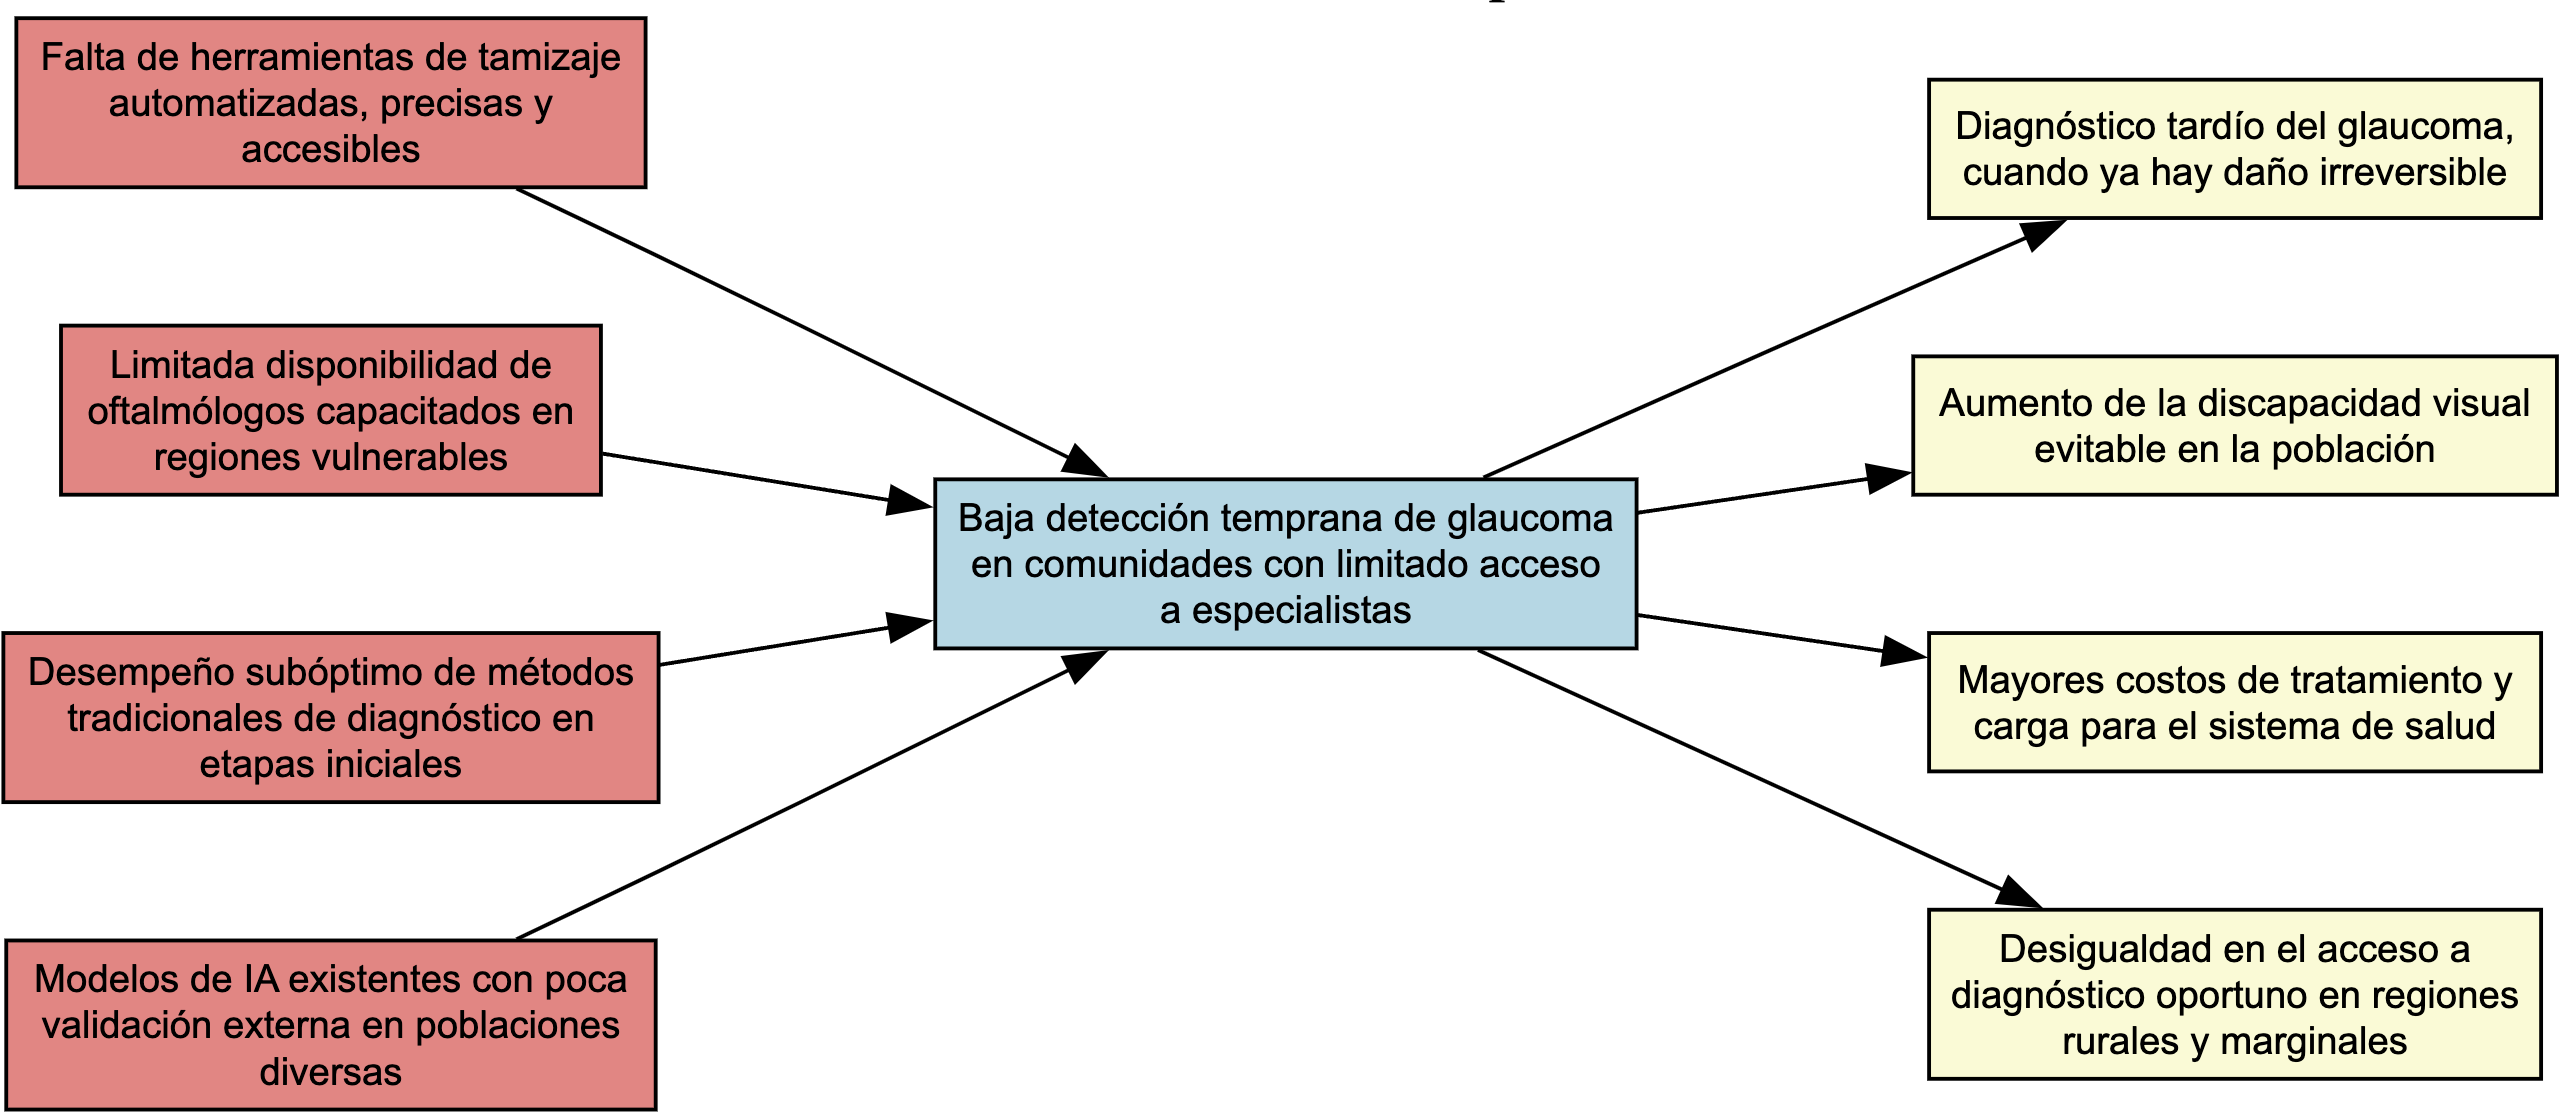 Falta de herramientas de tamizaje
automatizadas, precisas y
accesibles
Limitada disponibilidad de
oftalmólogos capacitados en
regiones vulnerables
Desempeño subóptimo de métodos
tradicionales de diagnóstico en
etapas iniciales
Modelos de IA existentes con poca
validación externa en poblaciones
diversas
Baja detección temprana de glaucoma
en comunidades con limitado acceso
a especialistas
Diagnóstico tardío del glaucoma,
cuando ya hay daño irreversible
Aumento de la discapacidad visual
evitable en la población
Mayores costos de tratamiento y
carga para el sistema de salud
Desigualdad en el acceso a
diagnóstico oportuno en regiones
rurales y marginales